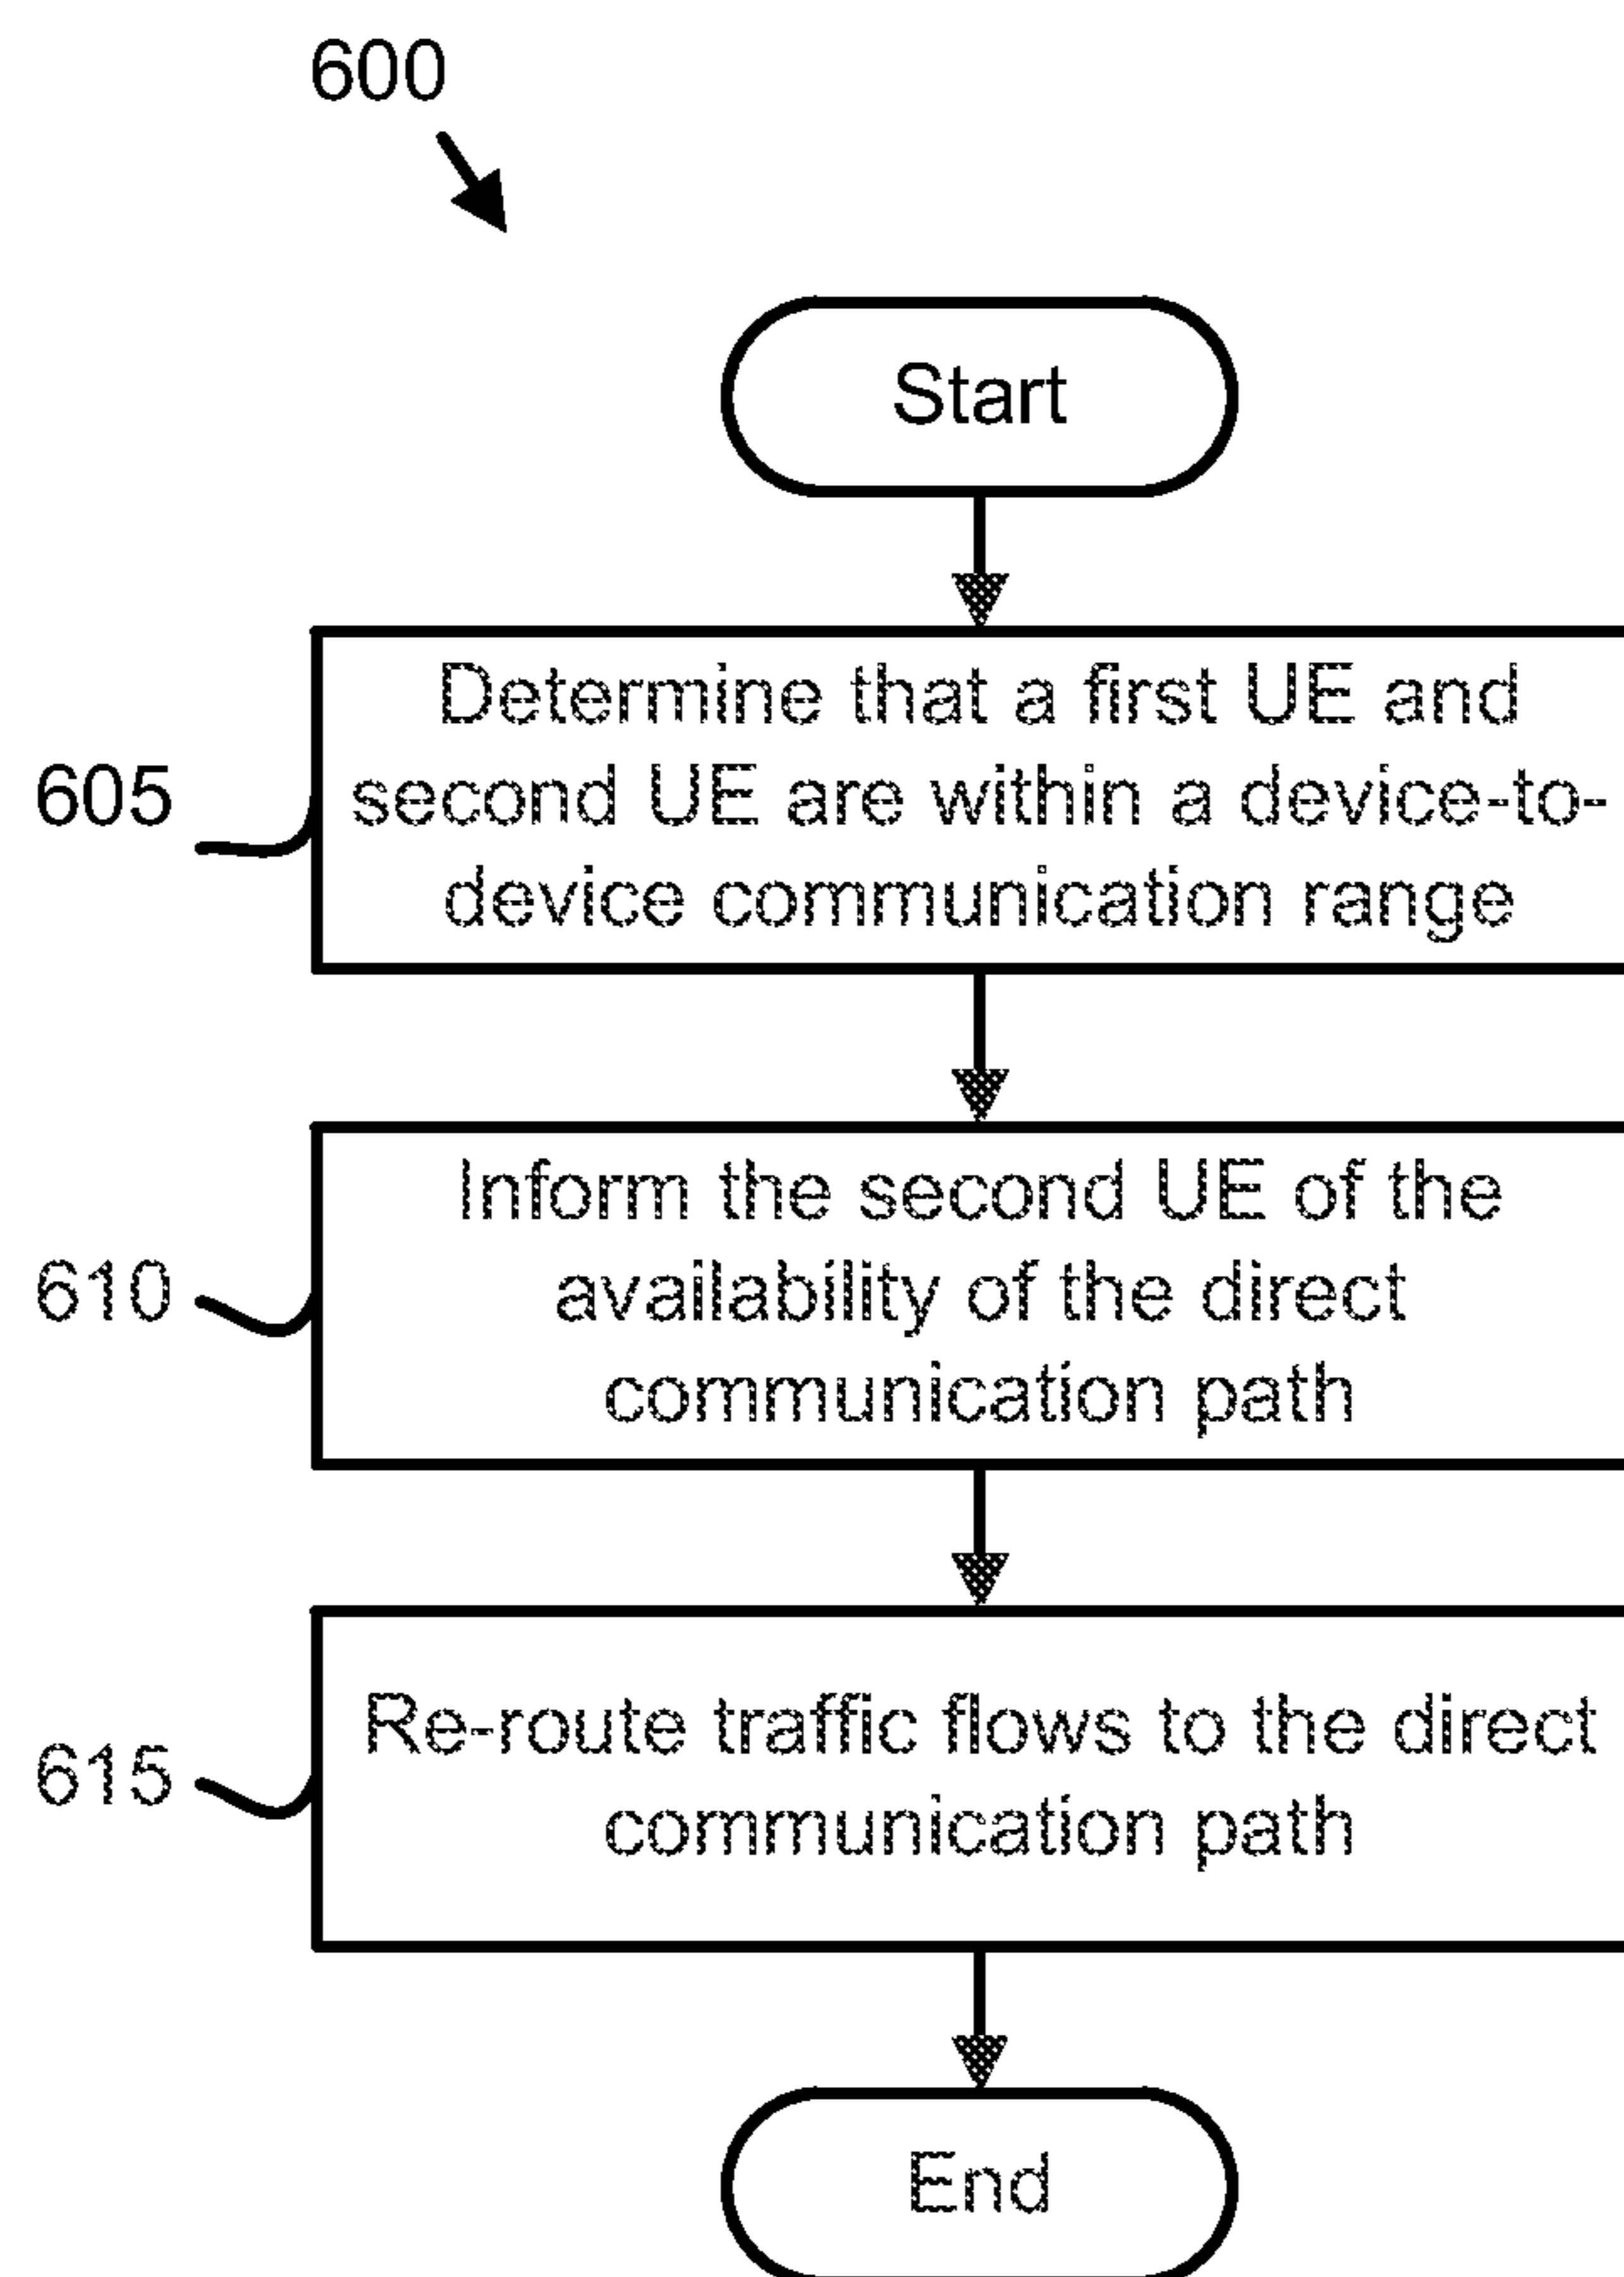 600
Start
605
Determine that a first UE and
second UE are within a device-to-
device communication range
610
Inform the second UE of the
availability of the direct
communication path
615
Re-route traffic flows to the direct
communication path
End